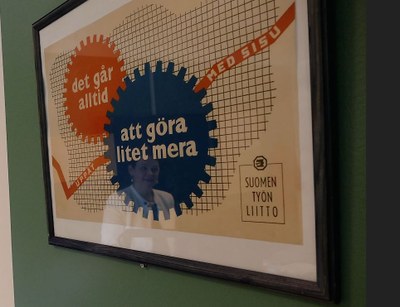 det går
alltid
att göra
litet mera
MED SISU
SUOMEN
TYÖN
LIITTO